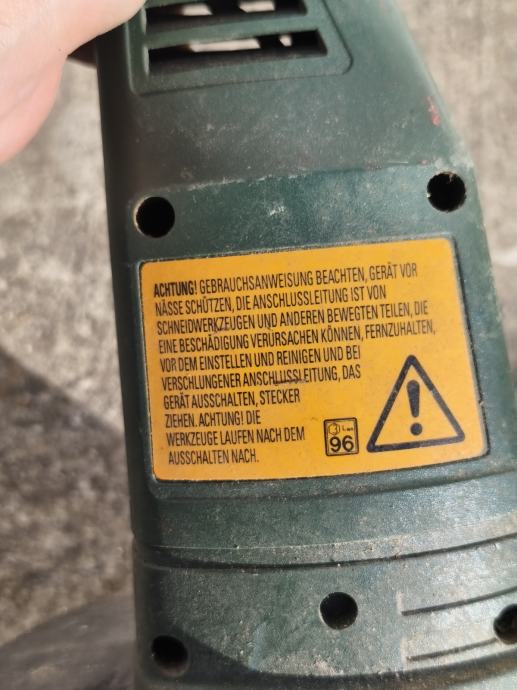 ACHTUNG! GEBRAUCHSANWEISUNG BEACHTEN, GERÄT VOR
NÄSSE SCHÜTZEN, DIE ANSCHLUSSLEITUNG IST VON
SCHNEIDWERKZEUGEN UND ANDEREN BEWEGTEN TEILEN, DIE
EINE BESCHÄDIGUNG VERURSACHEN KÖNNEN, FERNZUHALTEN,
VOR DEM EINSTELLEN UND REINIGEN UND BEI
VERSCHLUNGENER ANSCHLUSSLEITUNG, DAS
GERÄT AUSSCHALTEN, STECKER
ZIEHEN. ACHTUNG! DIE
WERKZEUGE LAUFEN NACH DEM
AUSSCHALTEN NACH.
LWA
96